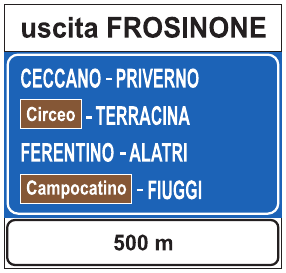 uscita FROSINONE
CECCANO - PRIVERNO
Circeo - TERRACINA
FERENTINO - ALATRI
Campocatino - FIUGGI
500 m